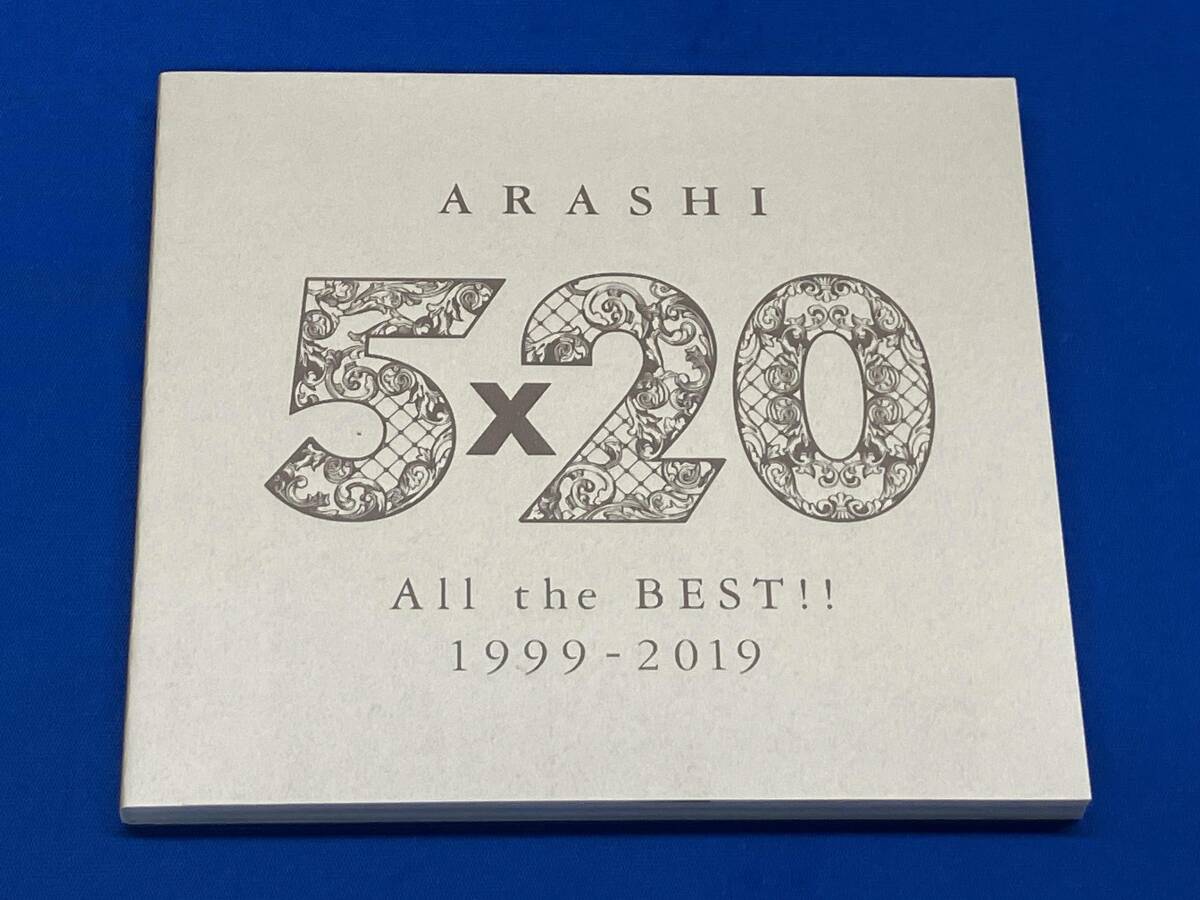 ARASHI
5x20
All the BEST!!
1999-2019